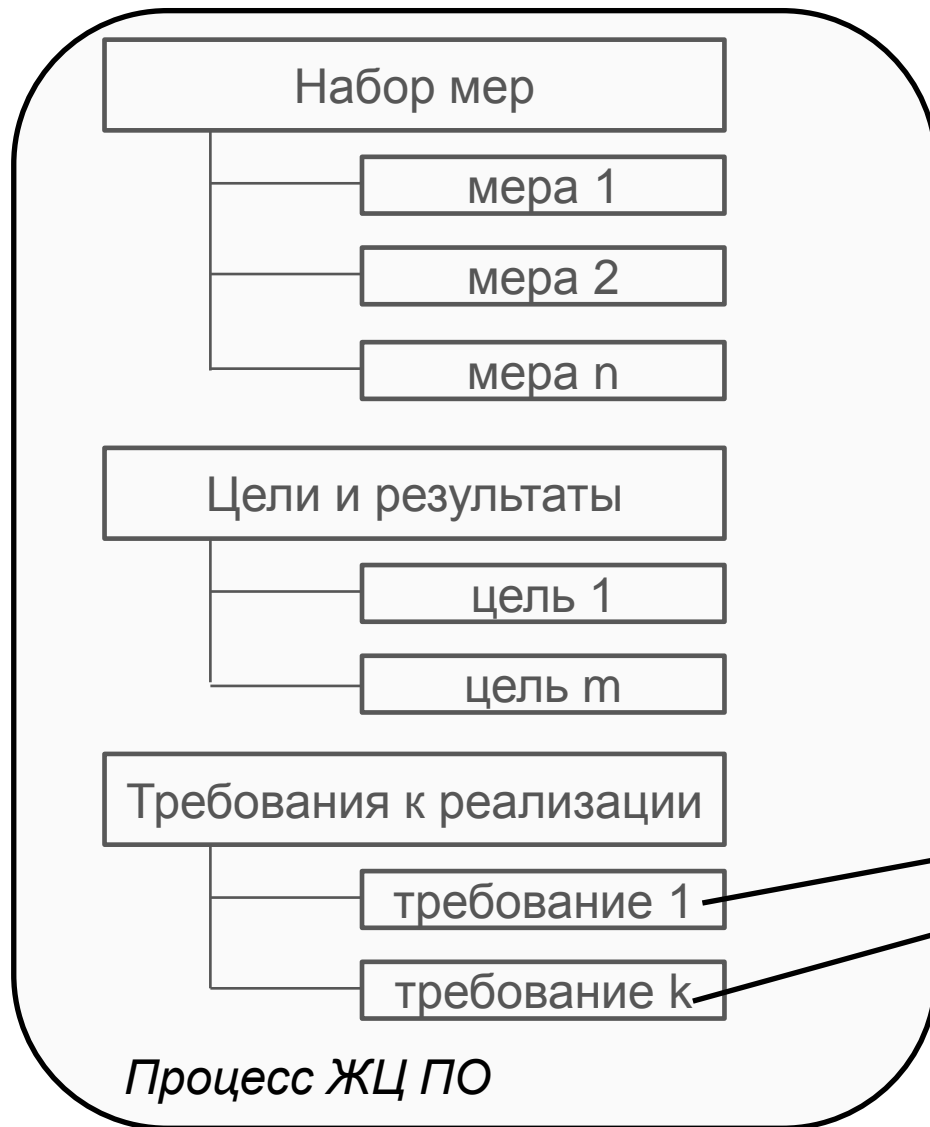 Набор мер
мера 1
мера 2
мера n
Цели и результаты
цель 1
цель m
Требования к реализации
требование 1
требование k
Процесс ЖЦ ПО